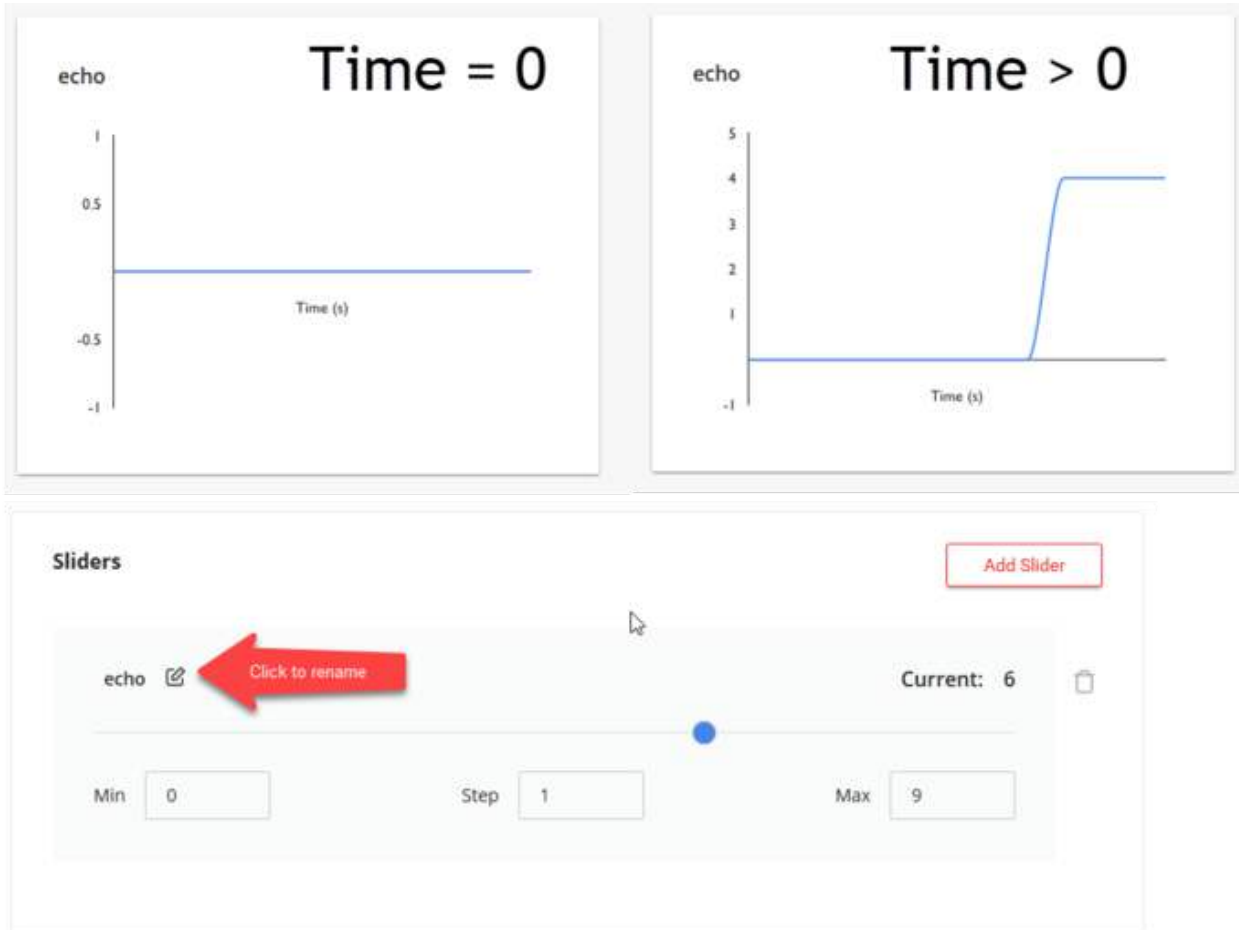 echo
Time = 0
1
0.5
Time (s)
-0.5
-1
echo
Time > 0
5
4
3
2
1
Time (s)
-1
Sliders
Add Slider
echo
Click to rename
Current: 6
Min 0
Step 1
Max 9